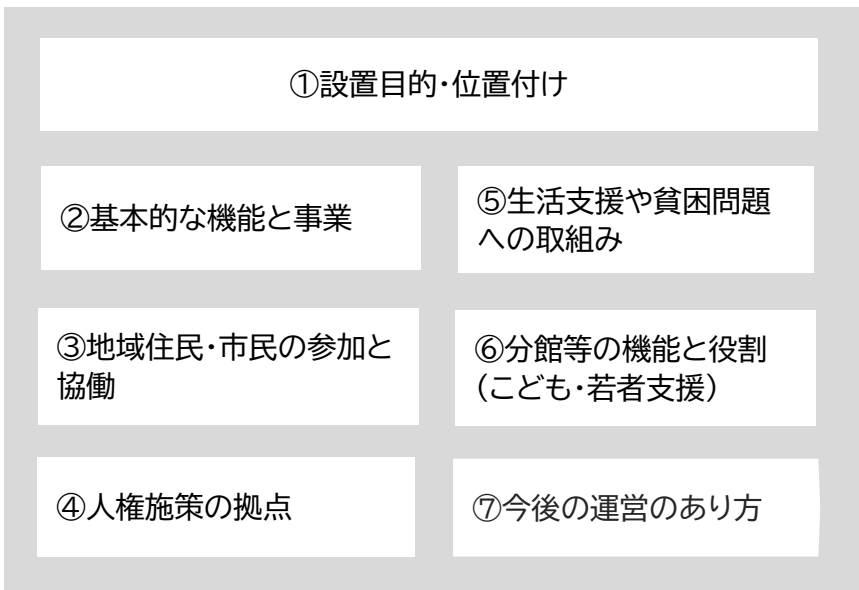 ①設置目的･位置付け
②基本的な機能と事業
③地域住民･市民の参加と
協働
④人権施策の拠点
⑤生活支援や貧困問題
への取組み
⑥分館等の機能と役割
(こども･若者支援)
⑦今後の運営のあり方